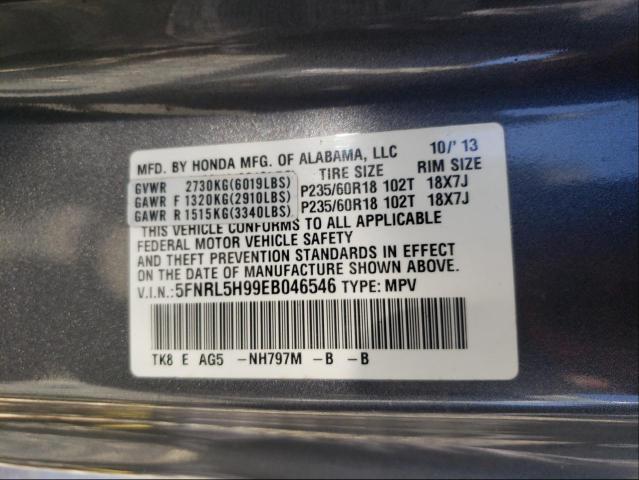 MFD. BY HONDA MFG. OF ALABAMA, LLC 10/'13
TIRE SIZE RIM SIZE
GVWR 2730KG(6019LBS)
GAWR F 1320KG(2910LBS) P235/60R18 102T 18X7J
GAWR R 1515KG(3340LBS) P235/60R18 102T 18X7J
THIS VEHICLE CONFORMS TO ALL APPLICABLE
FEDERAL MOTOR VEHICLE SAFETY
AND THEFT PREVENTION STANDARDS IN EFFECT
ON THE DATE OF MANUFACTURE SHOWN ABOVE.
V.I.N.:5FNRL5H99EB046546 TYPE: MPV
TK8 E AG5 -NH797M -B -B